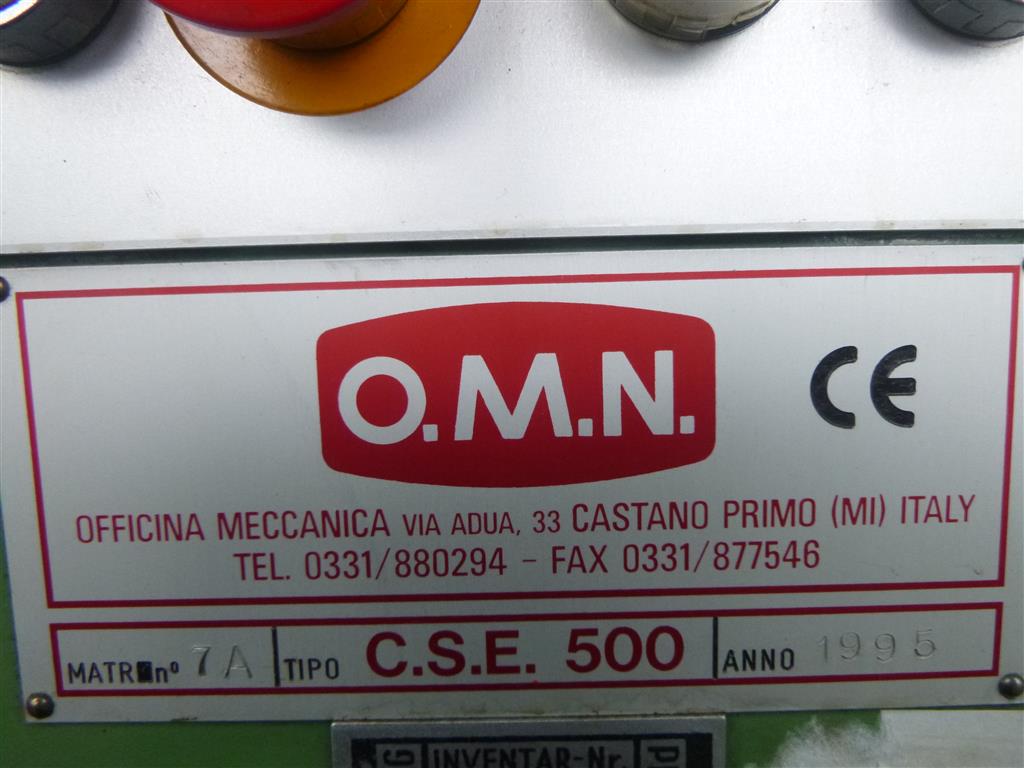 O.M.N.
CE
OFFICINA MECCANICA VIA ADUA, 33 CASTANO PRIMO (MI) ITALY
TEL. 0331/880294 - FAX 0331/877546
MATR nº 7A TIPO C.S.E. 500 ANNO 1995
INVENTAR-Nr.